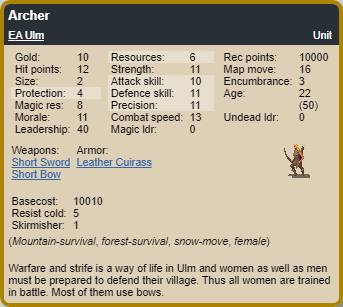 Archer
EA Ulm Unit
Gold: 10 Resources: 6 Rec points: 10000
Hit points: 12 Strength: 11 Map move: 16
Size: 2 Attack skill: 10 Encumbrance: 3
Protection: 4 Defence skill: 11 Age: 22
Magic res: 8 Precision: 11 (50)
Morale: 11 Combat speed: 13 Undead ldr: 0
Leadership: 40 Magic ldr: 0
Weapons: Armor:
Short Sword Leather Cuirass
Short Bow
Basecost: 10010
Resist cold: 5
Skirmisher: 1
(Mountain-survival, forest-survival, snow-move, female)
Warfare and strife is a way of life in Ulm and women as well as men
must be prepared to defend their village. Thus all women are trained
in battle. Most of them use bows.